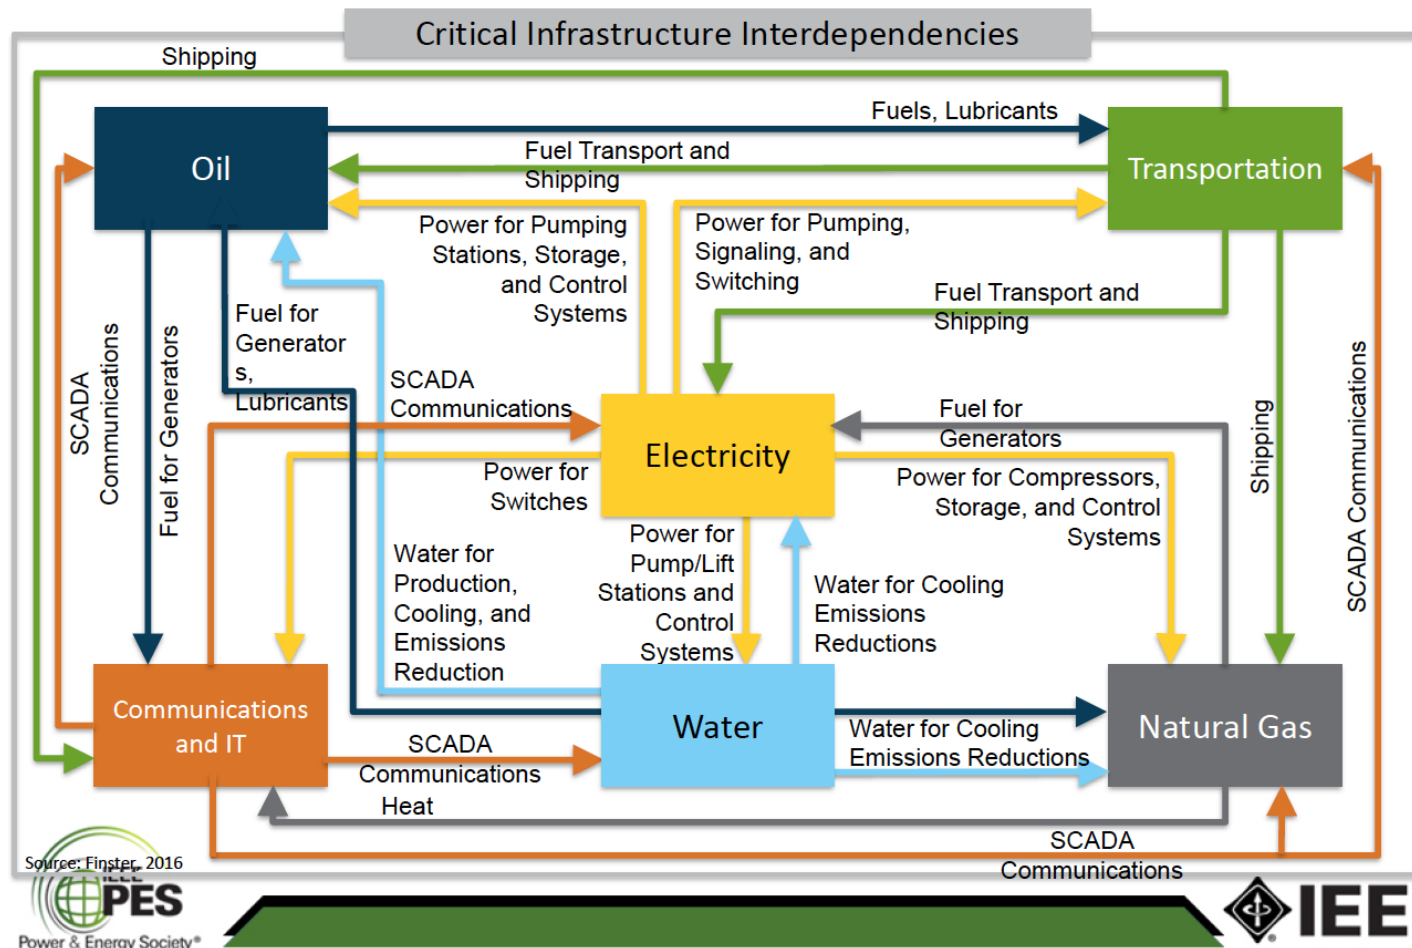 Critical Infrastructure Interdependencies
Shipping
Fuels, Lubricants
Oil
Transportation
Fuel Transport and
Shipping
Power for Pumping
Stations, Storage,
and Control
Systems
Power for Pumping,
Signaling, and
Switching
Fuel Transport and
Shipping
SCADA
Communications
Fuel for Generators
Fuel for
Generator
s,
Lubricants
SCADA
Communications
Electricity
Fuel for
Generators
Shipping
SCADA Communications
Power for
Switches
Power for Compressors,
Storage, and Control
Systems
Water for
Production,
Cooling, and
Emissions
Reduction
Power for
Pump/Lift
Stations and
Control
Systems
Water for Cooling
Emissions
Reductions
Communications
and IT
Water
Natural Gas
SCADA
Communications
Water for Cooling
Emissions Reductions
Heat
SCADA
Communications
Source: Finster, 2016
IEEE
PES
Power & Energy Society®
IEE